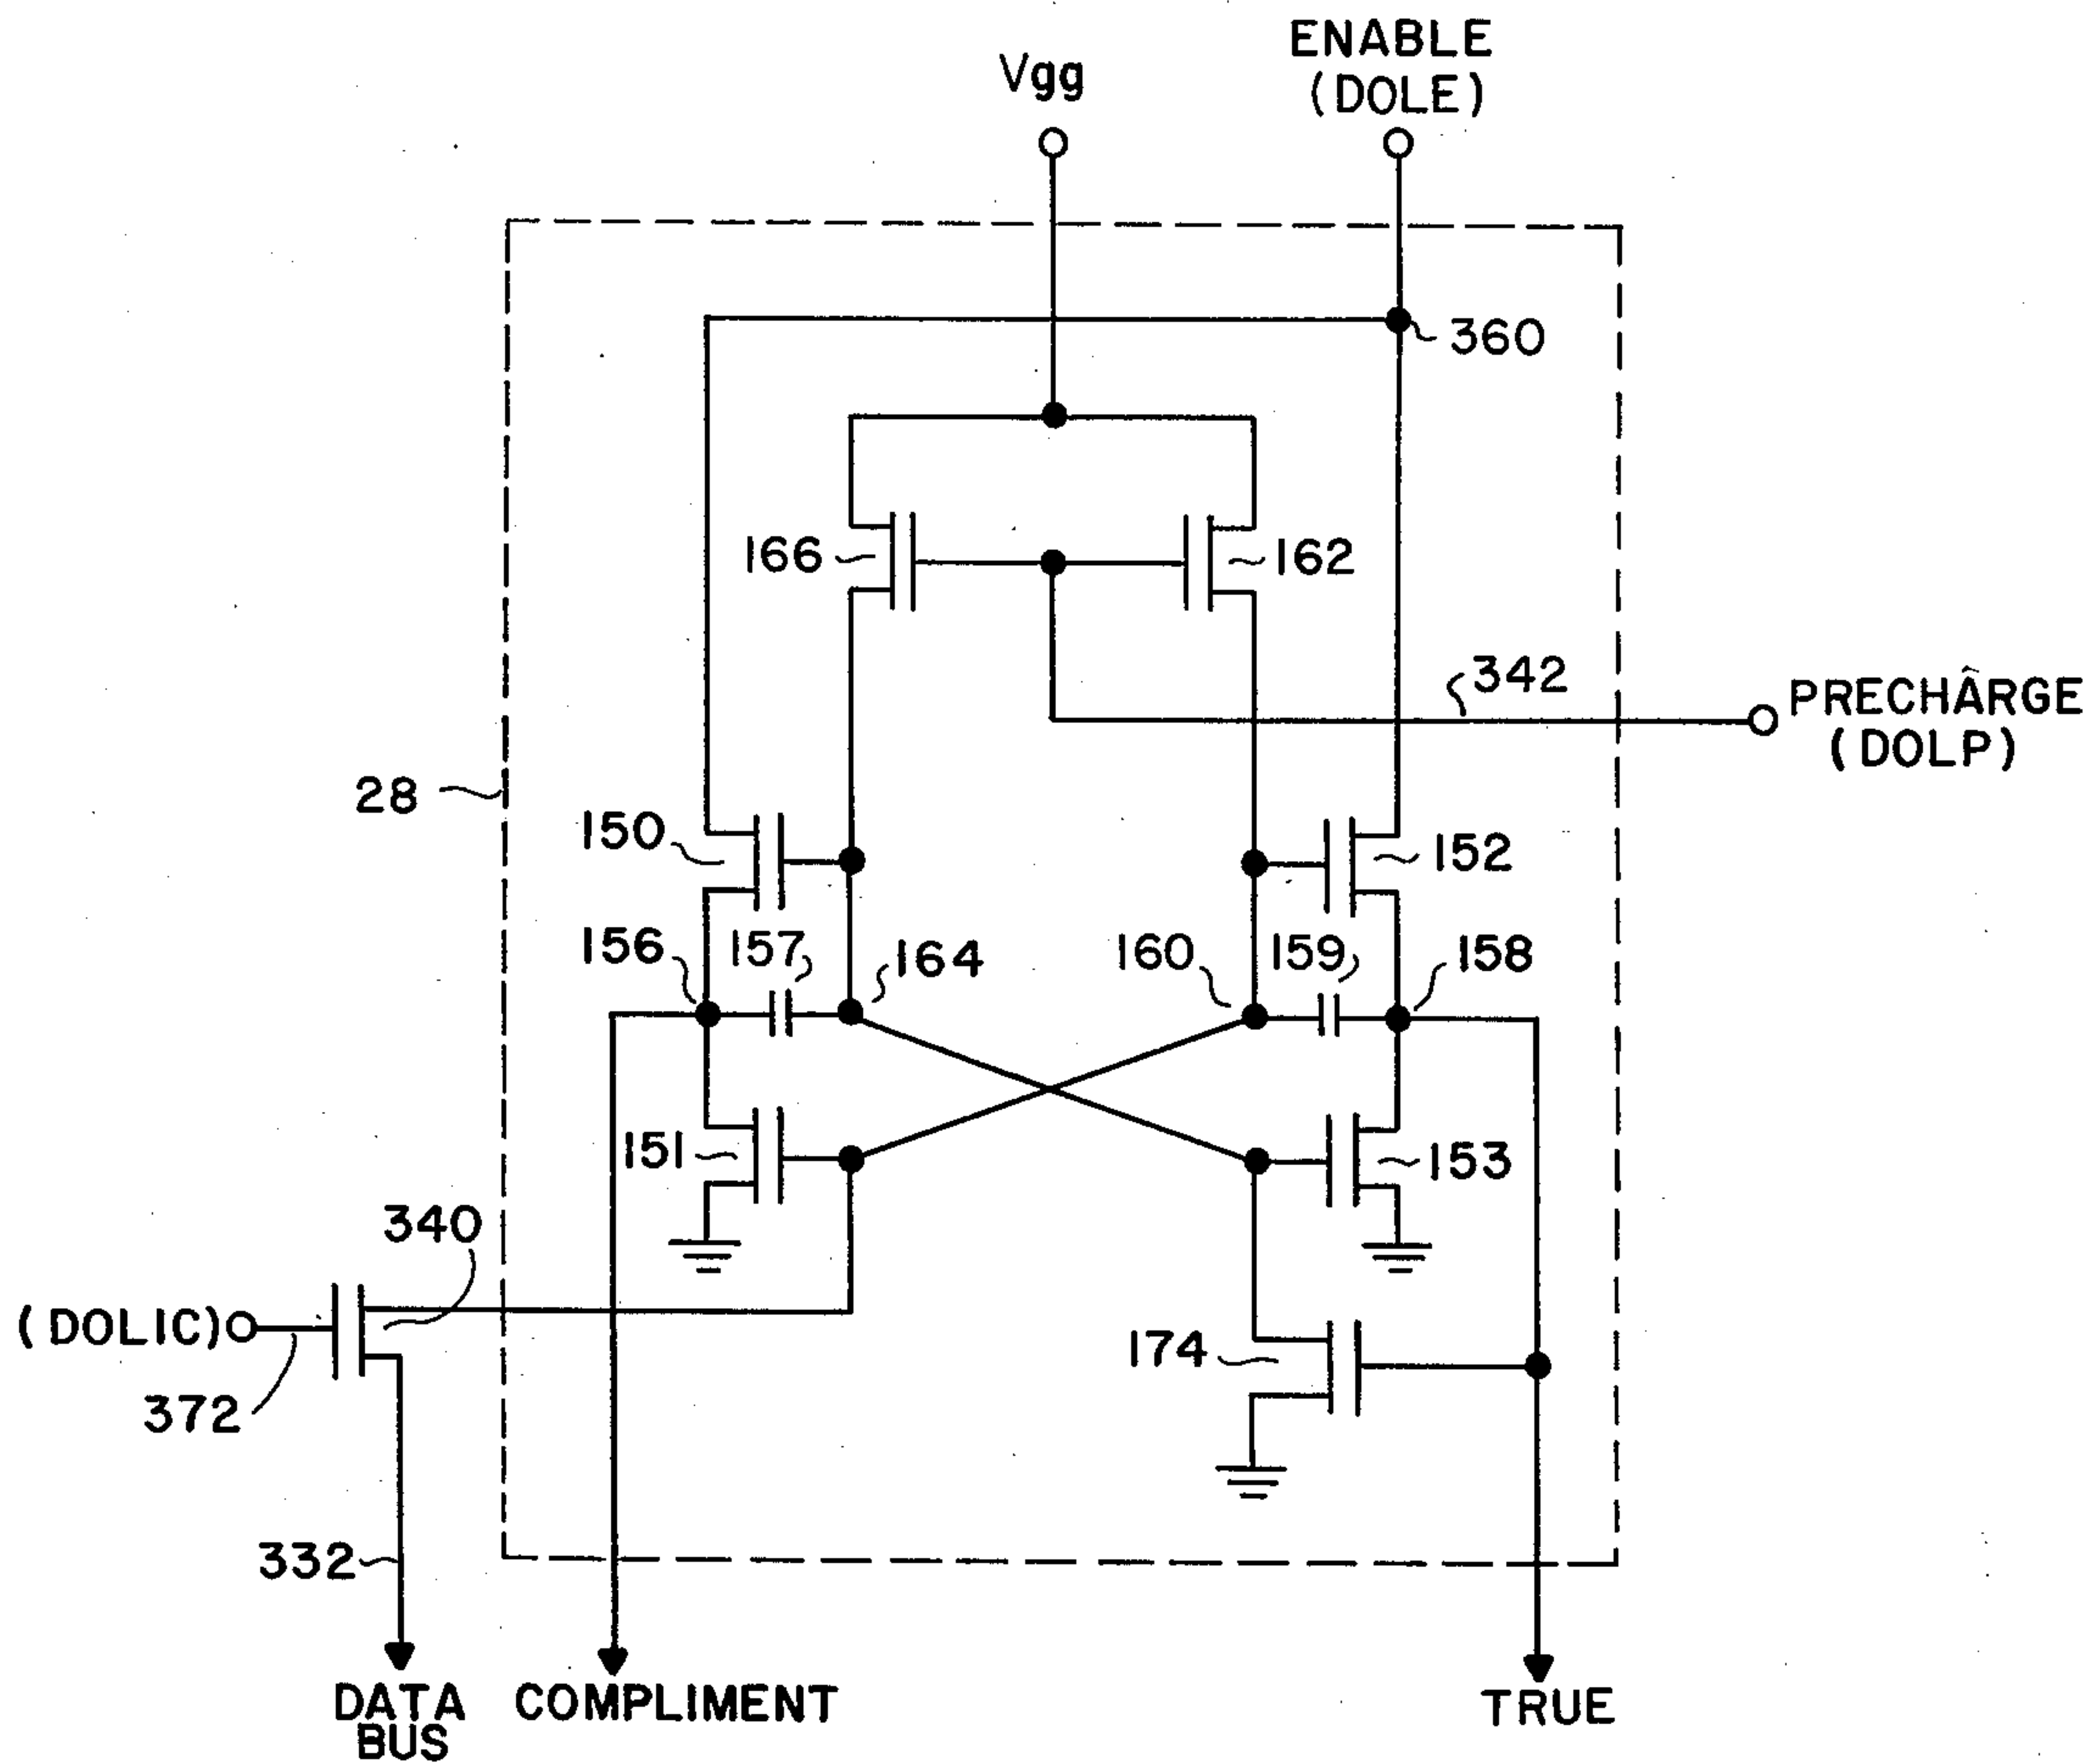 Vgg
ENABLE
(DOLE)
360
166
162
342
PRECHARGE
(DOLP)
28
150
152
156
157
164
160
159
158
151
153
340
(DOLIC)
174
372
332
DATA
BUS
COMPLIMENT
TRUE